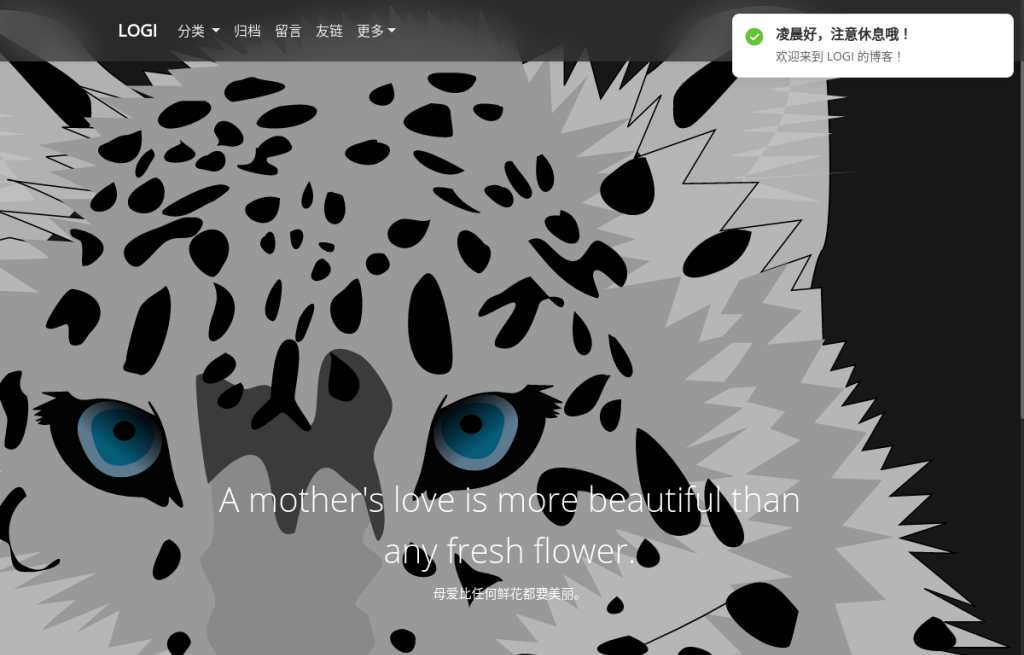 LOGI 分类 归档 留言 友链 更多
凌晨好，注意休息哦！
欢迎来到 LOGI 的博客！
A mother's love is more beautiful than
any fresh flower.
母爱比任何鲜花都要美丽。